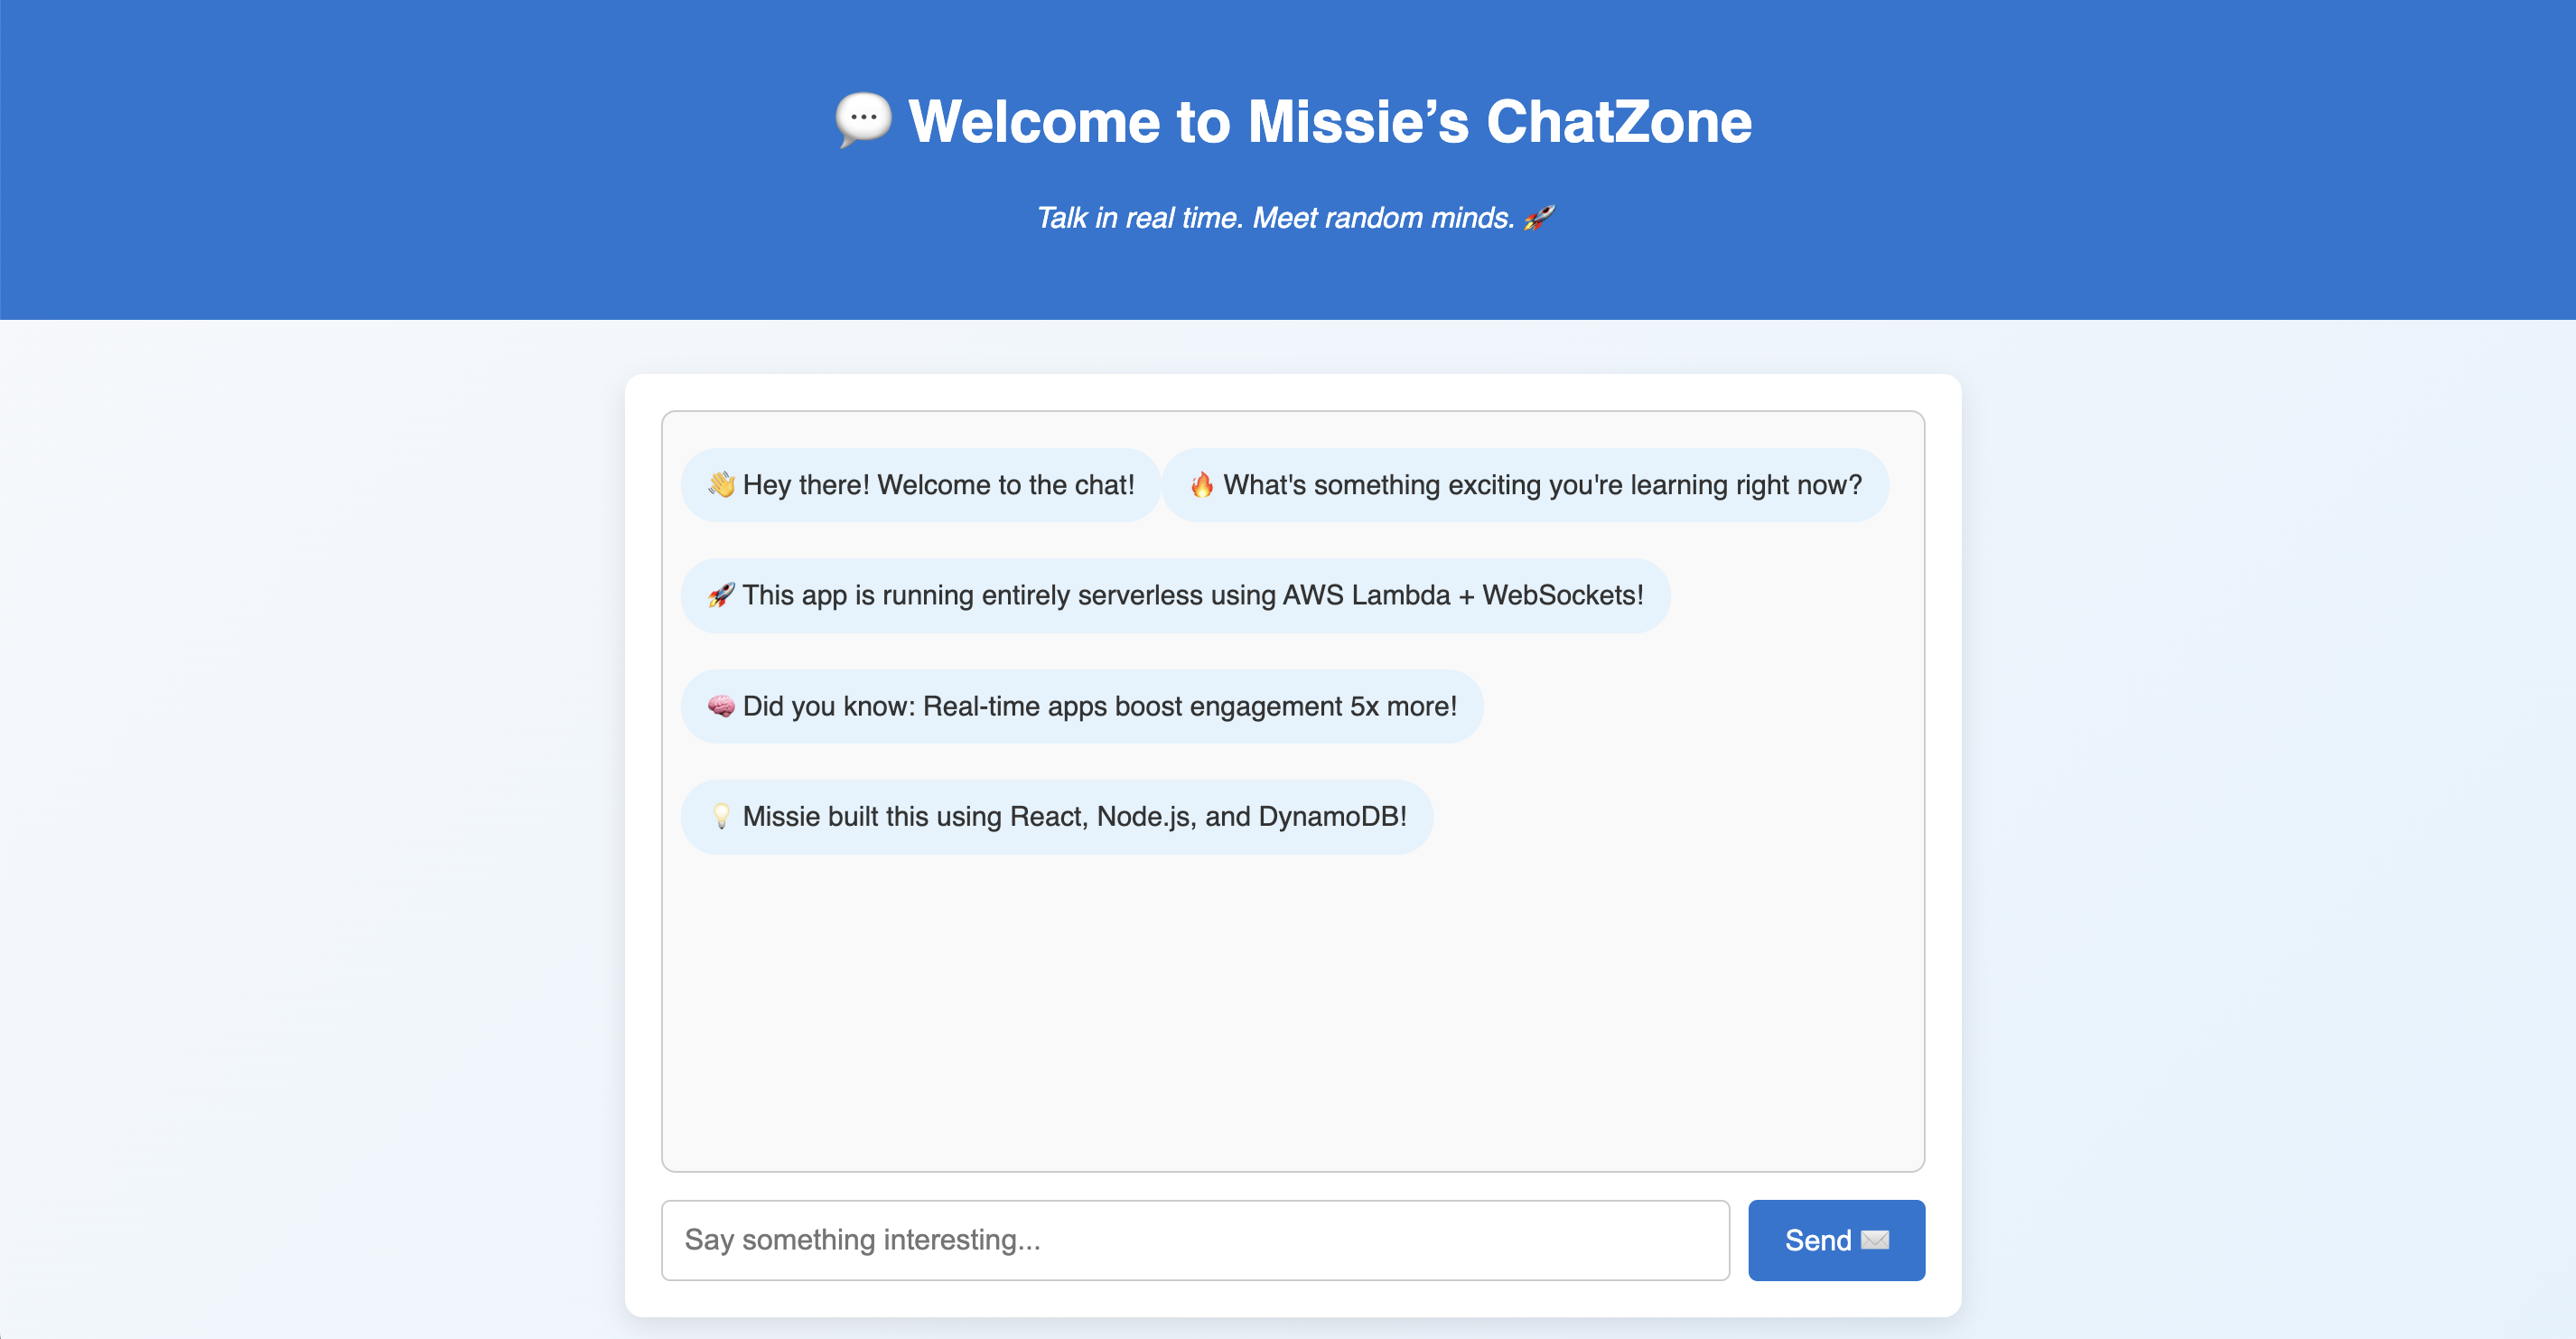 💬 Welcome to Missie’s ChatZone
Talk in real time. Meet random minds. 🚀
👋 Hey there! Welcome to the chat!
🔥 What's something exciting you're learning right now?
🚀 This app is running entirely serverless using AWS Lambda + WebSockets!
🧠 Did you know: Real-time apps boost engagement 5x more!
💡 Missie built this using React, Node.js, and DynamoDB!
Say something interesting...
Send ✉️